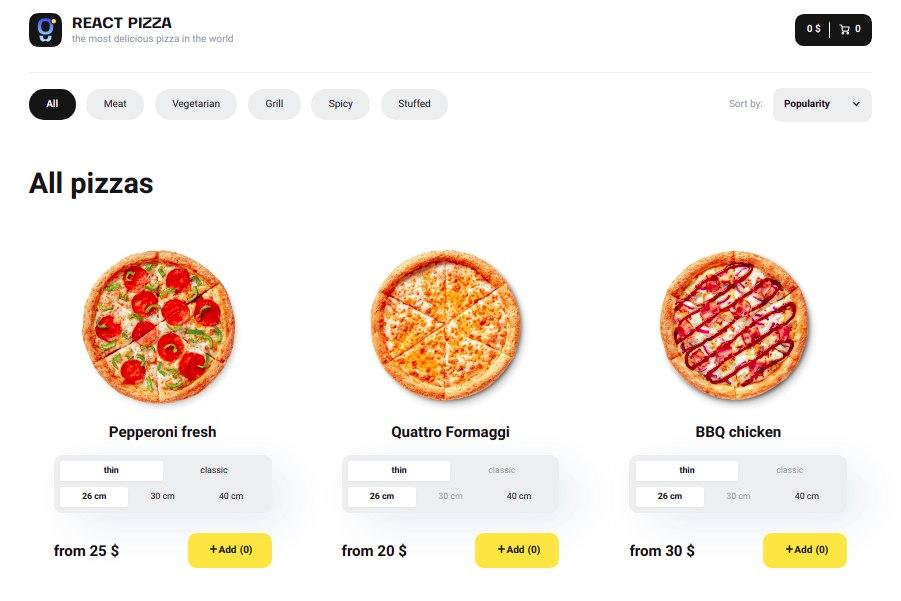 REACT PIZZA
the most delicious pizza in the world
0 $ 0
All Meat Vegetarian Grill Spicy Stuffed Sort by: Popularity
All pizzas
Pepperoni fresh Quattro Formaggi BBQ chicken
thin classic thin classic thin classic
26 cm 30 cm 40 cm 26 cm 30 cm 40 cm 26 cm 30 cm 40 cm
from 25 $ +Add (0) from 20 $ +Add (0) from 30 $ +Add (0)